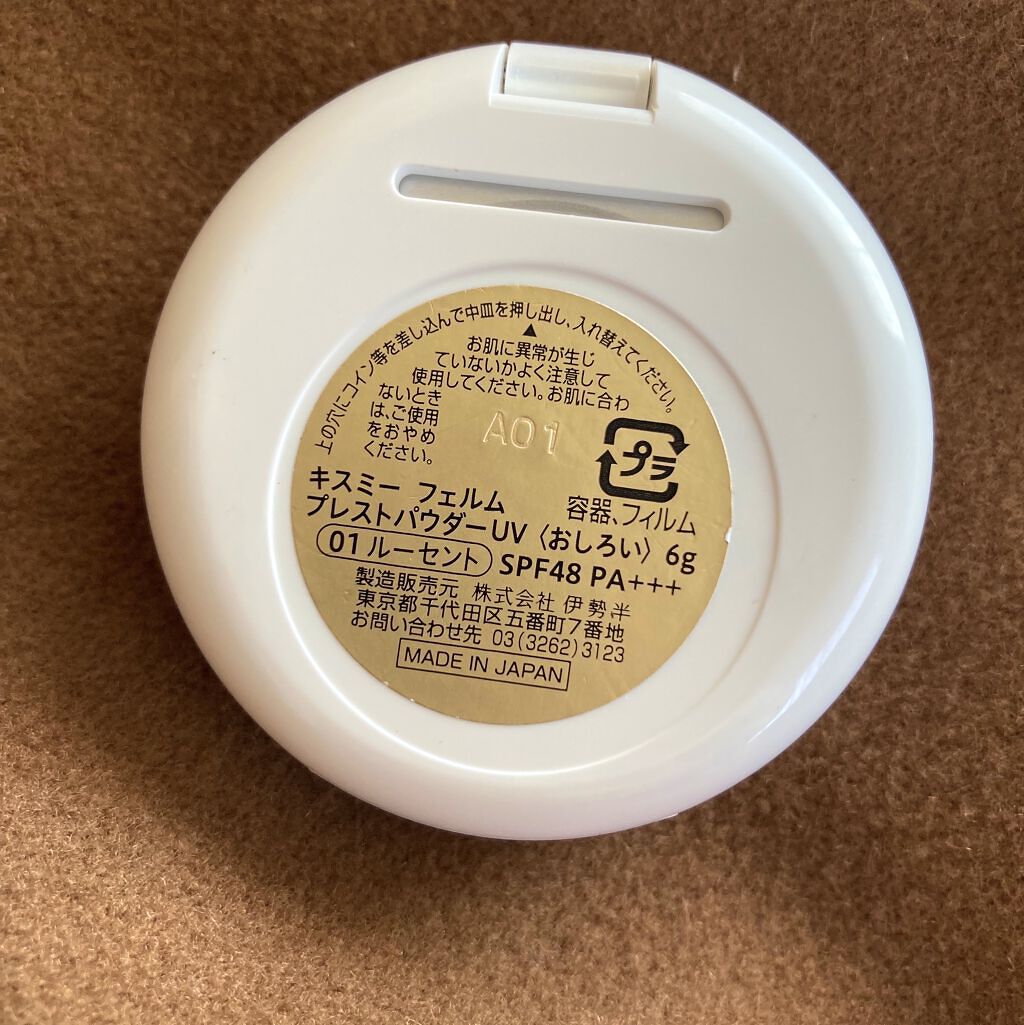 上の穴にコイン等を差し込んで中皿を押し出し、入れ替えてください。
▲
お肌に異常が生じ
ていないかよく注意して
使用してください。お肌に合わ
ないとき
は、ご使用
をおやめ
ください。
A01
プラ
容器、フィルム
キスミー フェルム
プレストパウダーUV〈おしろい〉6g
01 ルーセント SPF48 PA+++
製造販売元 株式会社 伊勢半
東京都千代田区五番町7番地
お問い合わせ先 03(3262)3123
MADE IN JAPAN